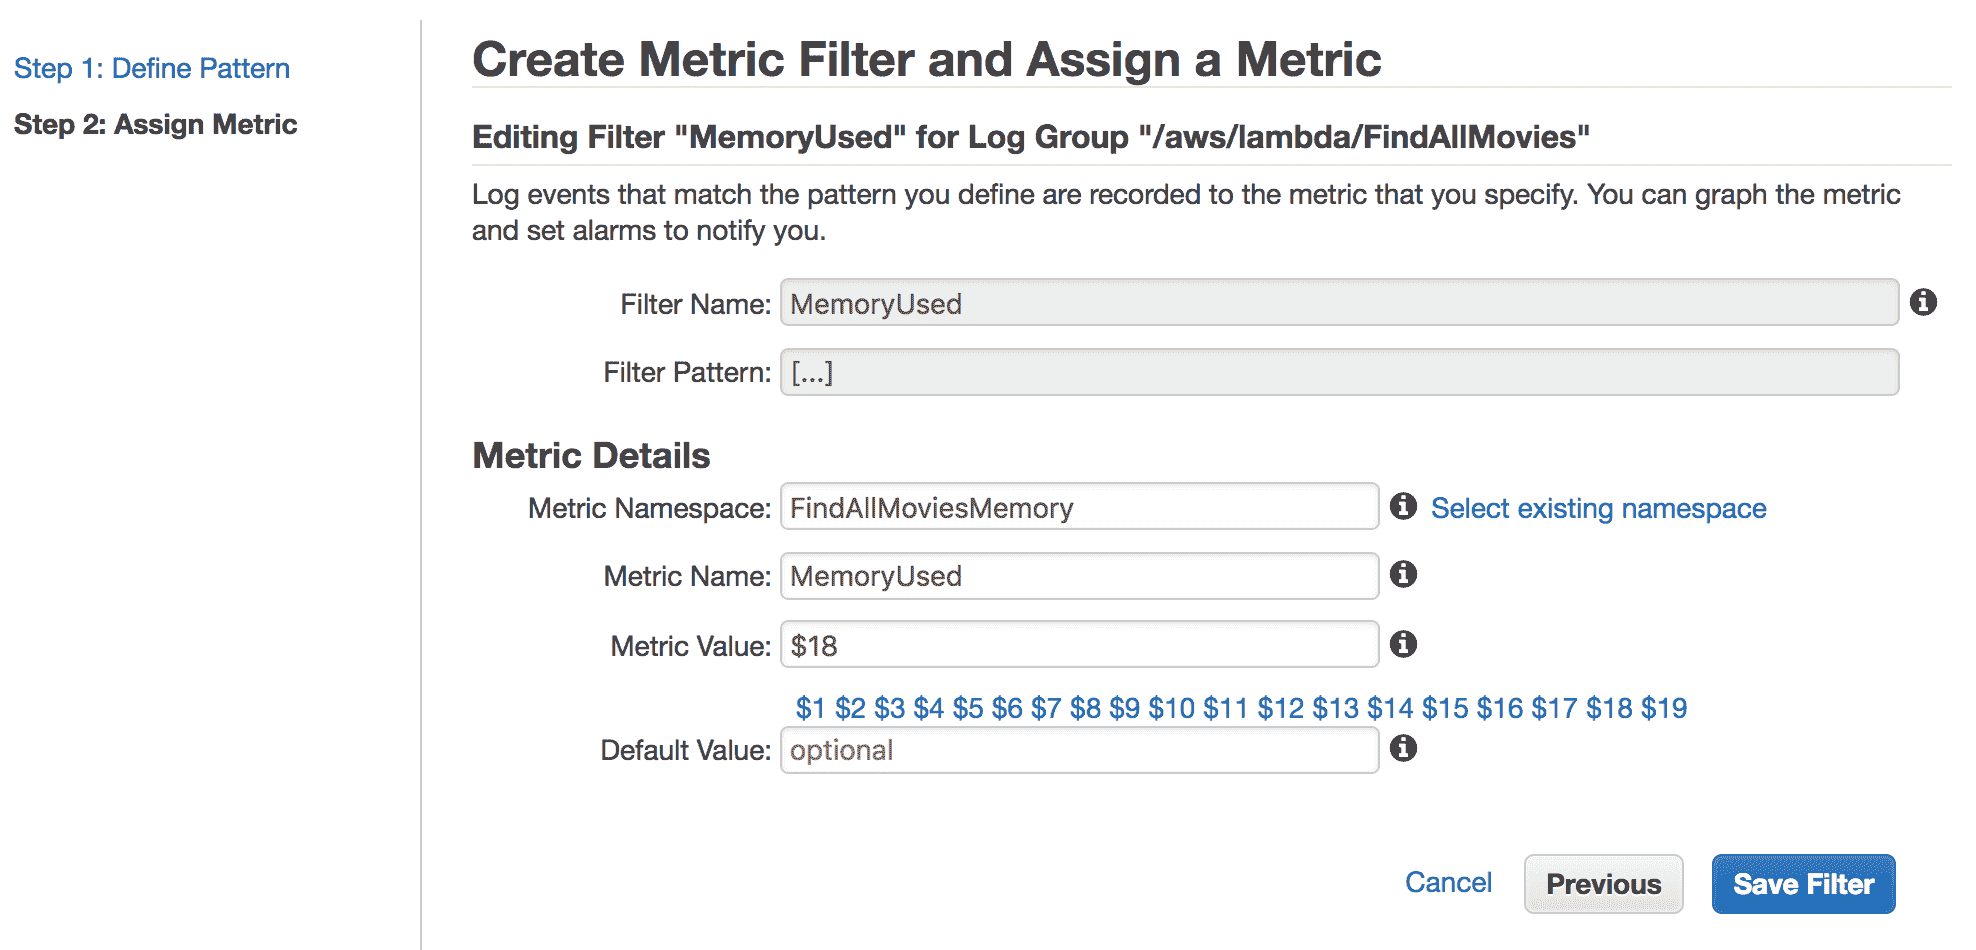 Step 1: Define Pattern
Step 2: Assign Metric
Create Metric Filter and Assign a Metric
Editing Filter "MemoryUsed" for Log Group "/aws/lambda/FindAllMovies"
Log events that match the pattern you define are recorded to the metric that you specify. You can graph the metric
and set alarms to notify you.
Filter Name: MemoryUsed
Filter Pattern: [...]
Metric Details
Metric Namespace: FindAllMoviesMemory Select existing namespace
Metric Name: MemoryUsed
Metric Value: $18
$1 $2 $3 $4 $5 $6 $7 $8 $9 $10 $11 $12 $13 $14 $15 $16 $17 $18 $19
Default Value: optional
Cancel Previous Save Filter